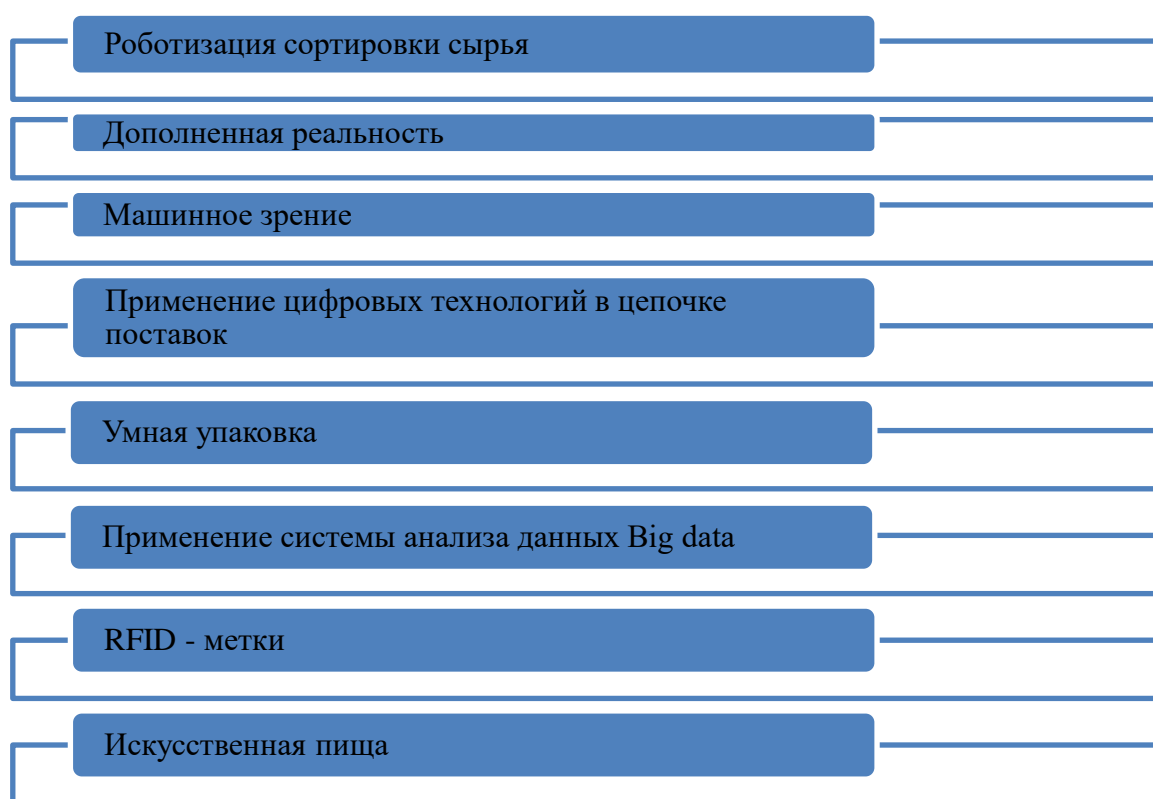 Роботизация сортировки сырья
Дополненная реальность
Машинное зрение
Применение цифровых технологий в цепочке
поставок
Умная упаковка
Применение системы анализа данных Big data
RFID - метки
Искусственная пища